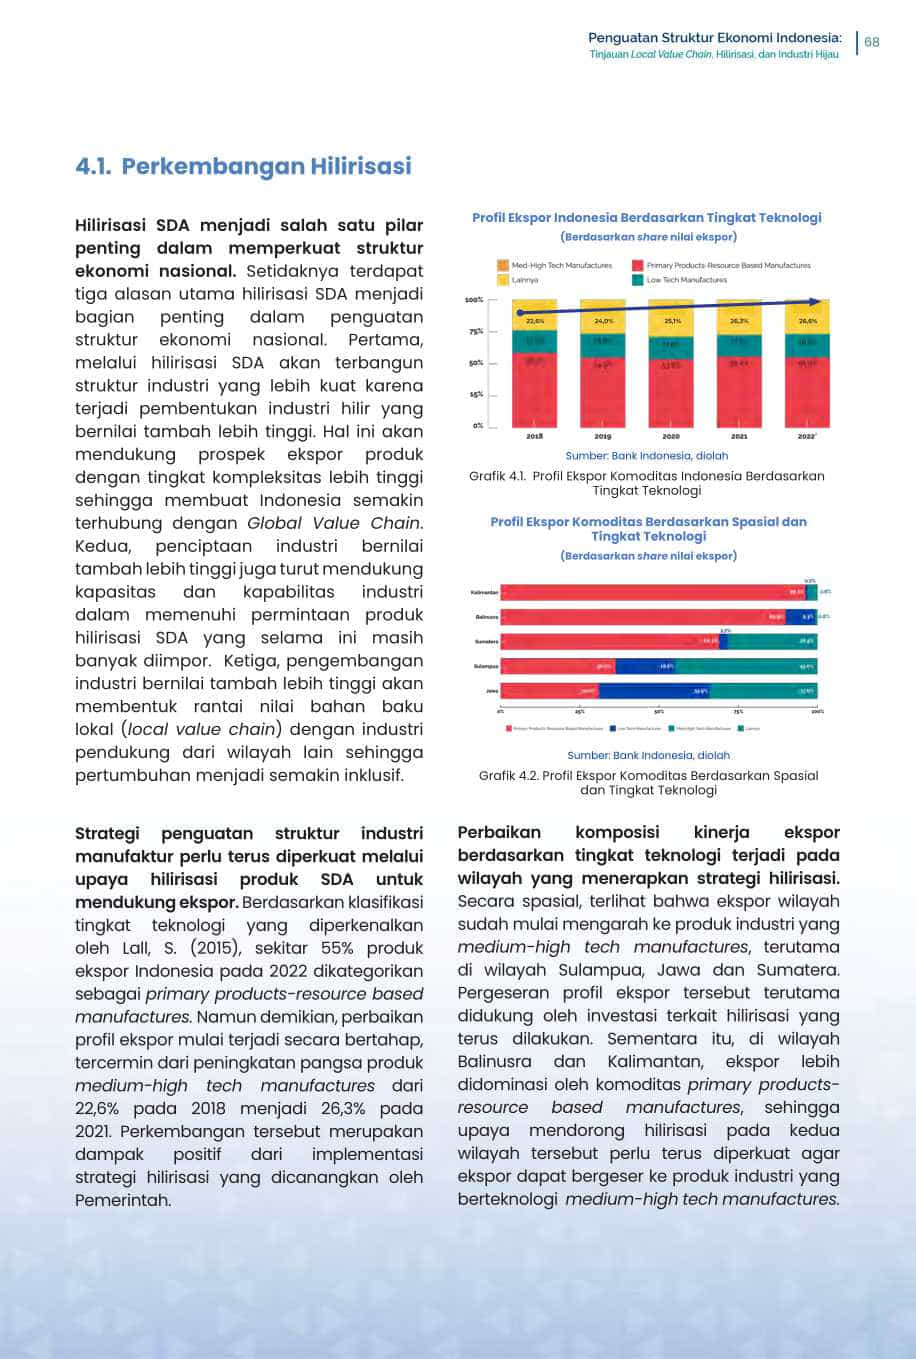 Penguatan Struktur Ekonomi Indonesia:
Tinjauan Local Value Chain, Hilirisasi, dan Industri Hijau
68
4.1. Perkembangan Hilirisasi
Hilirisasi SDA menjadi salah satu pilar
penting dalam memperkuat struktur
ekonomi nasional. Setidaknya terdapat
tiga alasan utama hilirisasi SDA menjadi
bagian penting dalam penguatan
struktur ekonomi nasional. Pertama,
melalui hilirisasi SDA akan terbangun
struktur industri yang lebih kuat karena
terjadi pembentukan industri hilir yang
bernilai tambah lebih tinggi. Hal ini akan
mendukung prospek ekspor produk
dengan tingkat kompleksitas lebih tinggi
sehingga membuat Indonesia semakin
terhubung dengan Global Value Chain.
Kedua, penciptaan industri bernilai
tambah lebih tinggi juga turut mendukung
kapasitas dan kapabilitas industri
dalam memenuhi permintaan produk
hilirisasi SDA yang selama ini masih
banyak diimpor. Ketiga, pengembangan
industri bernilai tambah lebih tinggi akan
membentuk rantai nilai bahan baku
lokal (local value chain) dengan industri
pendukung dari wilayah lain sehingga
pertumbuhan menjadi semakin inklusif.
Strategi penguatan struktur industri
manufaktur perlu terus diperkuat melalui
upaya hilirisasi produk SDA untuk
mendukung ekspor. Berdasarkan klasifikasi
tingkat teknologi yang diperkenalkan
oleh Lall, S. (2015), sekitar 55% produk
ekspor Indonesia pada 2022 dikategorikan
sebagai primary products-resource based
manufactures. Namun demikian, perbaikan
profil ekspor mulai terjadi secara bertahap,
tercermin dari peningkatan pangsa produk
medium-high tech manufactures dari
22,6% pada 2018 menjadi 26,3% pada
2021. Perkembangan tersebut merupakan
dampak positif dari implementasi
strategi hilirisasi yang dicanangkan oleh
Pemerintah.
Profil Ekspor Indonesia Berdasarkan Tingkat Teknologi
(Berdasarkan share nilai ekspor)
Med-High Tech Manufactures
Primary Products-Resource Based Manufactures
Lainnya
Low Tech Manufactures
100%
75%
50%
15%
0%
22,6%
24,0%
25,1%
26,3%
26,6%
2018
2019
2020
2021
2022*
Sumber: Bank Indonesia, diolah
Grafik 4.1. Profil Ekspor Komoditas Indonesia Berdasarkan
Tingkat Teknologi
Profil Ekspor Komoditas Berdasarkan Spasial dan
Tingkat Teknologi
(Berdasarkan share nilai ekspor)
Kalimantan
Balinusra
Sumatera
Sulampua
Jawa
0%
25%
50%
75%
100%
Primary Products-Resource Based Manufactures
Low Tech Manufactures
Medm-High Tech Manufactures
Lainnya
Sumber: Bank Indonesia, diolah
Grafik 4.2. Profil Ekspor Komoditas Berdasarkan Spasial
dan Tingkat Teknologi
Perbaikan komposisi kinerja ekspor
berdasarkan tingkat teknologi terjadi pada
wilayah yang menerapkan strategi hilirisasi.
Secara spasial, terlihat bahwa ekspor wilayah
sudah mulai mengarah ke produk industri yang
medium-high tech manufactures, terutama
di wilayah Sulampua, Jawa dan Sumatera.
Pergeseran profil ekspor tersebut terutama
didukung oleh investasi terkait hilirisasi yang
terus dilakukan. Sementara itu, di wilayah
Balinusra dan Kalimantan, ekspor lebih
didominasi oleh komoditas primary products-
resource based manufactures, sehingga
upaya mendorong hilirisasi pada kedua
wilayah tersebut perlu terus diperkuat agar
ekspor dapat bergeser ke produk industri yang
berteknologi medium-high tech manufactures.